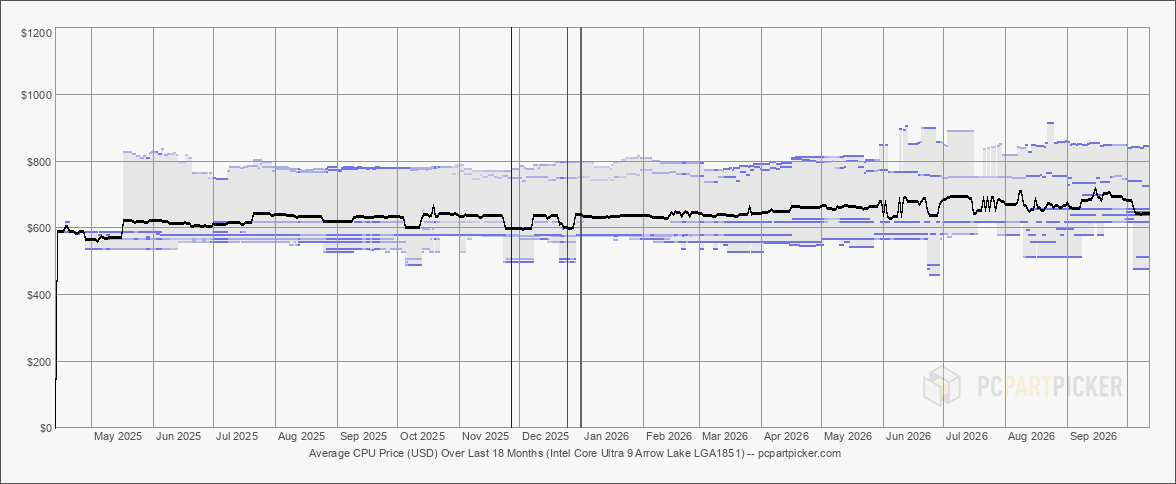 $1200
$1000
$800
$600
$400
$200
$0
PCPARTPICKER
May 2025 Jun 2025 Jul 2025 Aug 2025 Sep 2025 Oct 2025 Nov 2025 Dec 2025 Jan 2026 Feb 2026 Mar 2026 Apr 2026 May 2026 Jun 2026 Jul 2026 Aug 2026 Sep 2026
Average CPU Price (USD) Over Last 18 Months (Intel Core Ultra 9 Arrow Lake LGA1851) -- pcpartpicker.com